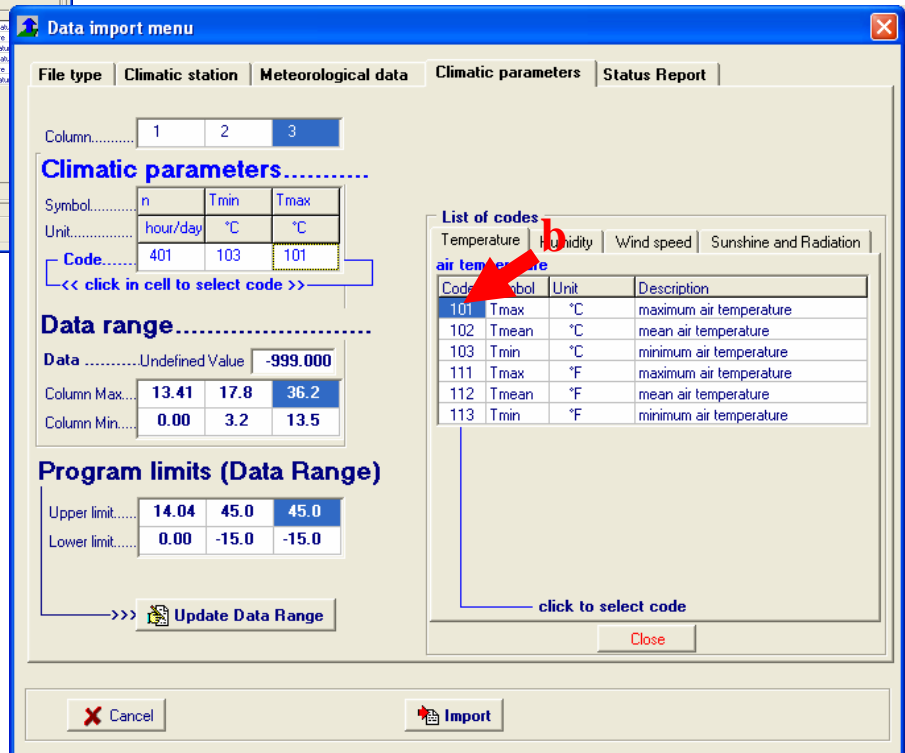 Data import menu
File type Climatic station Meteorological data Climatic parameters Status Report
Column........... 1 2 3
Climatic parameters...........
Symbol.......... n Tmin Tmax
Unit............... hour/day °C °C
Code....... 401 103 101
<< click in cell to select code >>
Data range.......................
Data ...........Undefined Value -999.000
Column Max.... 13.41 17.8 36.2
Column Min..... 0.00 3.2 13.5
Program limits (Data Range)
Upper limit...... 14.04 45.0 45.0
Lower limit...... 0.00 -15.0 -15.0
>>> Update Data Range
List of codes
b
Temperature Humidity Wind speed Sunshine and Radiation
air temperature
Code Symbol Unit Description
101 Tmax °C maximum air temperature
102 Tmean °C mean air temperature
103 Tmin °C minimum air temperature
111 Tmax °F maximum air temperature
112 Tmean °F mean air temperature
113 Tmin °F minimum air temperature
click to select code
Close
Cancel Import